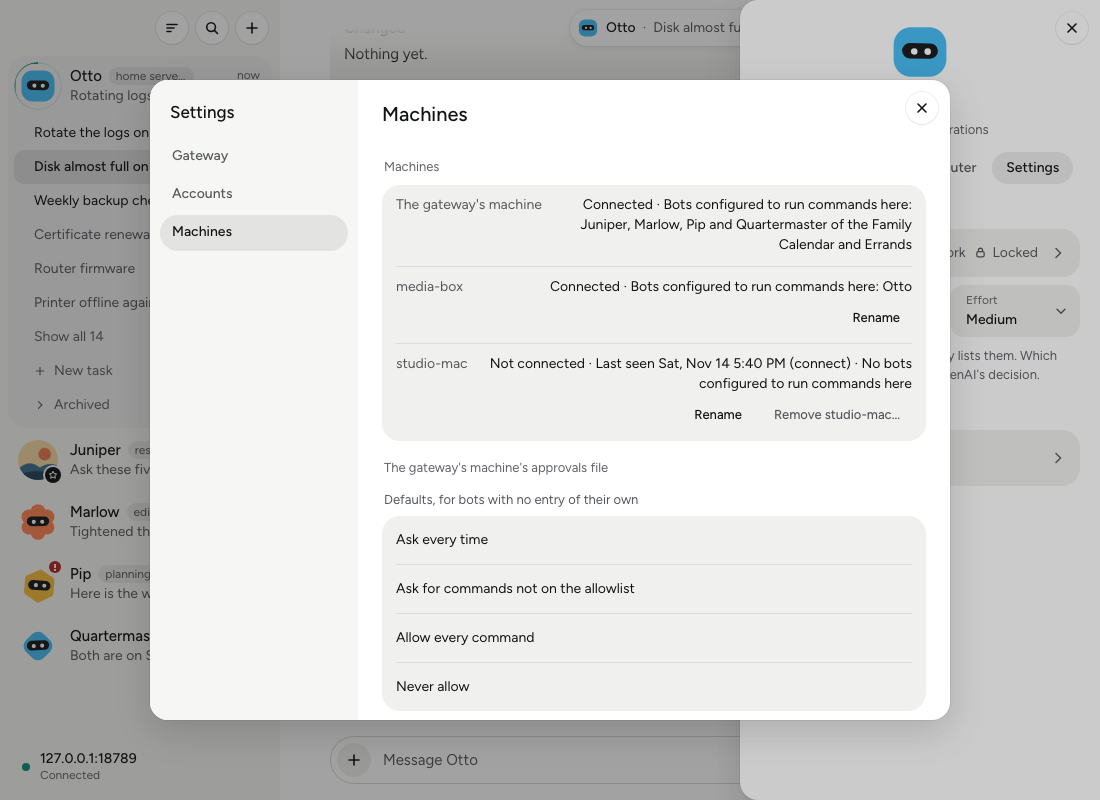 Otto · Disk almost fu
Nothing yet.
Otto home serve… now
Rotating logs
Rotate the logs on
Disk almost full on
Weekly backup che
Certificate renewa
Router firmware
Printer offline agai
Show all 14
New task
Archived
Juniper res
Ask these fiv
Marlow edi
Tightened th
Pip planning
Here is the w
Quartermas
Both are on S
127.0.0.1:18789
Connected
Settings
Gateway
Accounts
Machines
Machines
Machines
The gateway's machine
Connected · Bots configured to run commands here:
Juniper, Marlow, Pip and Quartermaster of the Family
Calendar and Errands
media-box Connected · Bots configured to run commands here: Otto
Rename
studio-mac Not connected · Last seen Sat, Nov 14 5:40 PM (connect) · No bots
configured to run commands here
Rename Remove studio-mac…
The gateway's machine's approvals file
Defaults, for bots with no entry of their own
Ask every time
Ask for commands not on the allowlist
Allow every command
Never allow
Message Otto
rations
uter Settings
ork Locked
Effort
Medium
y lists them. Which
enAI's decision.